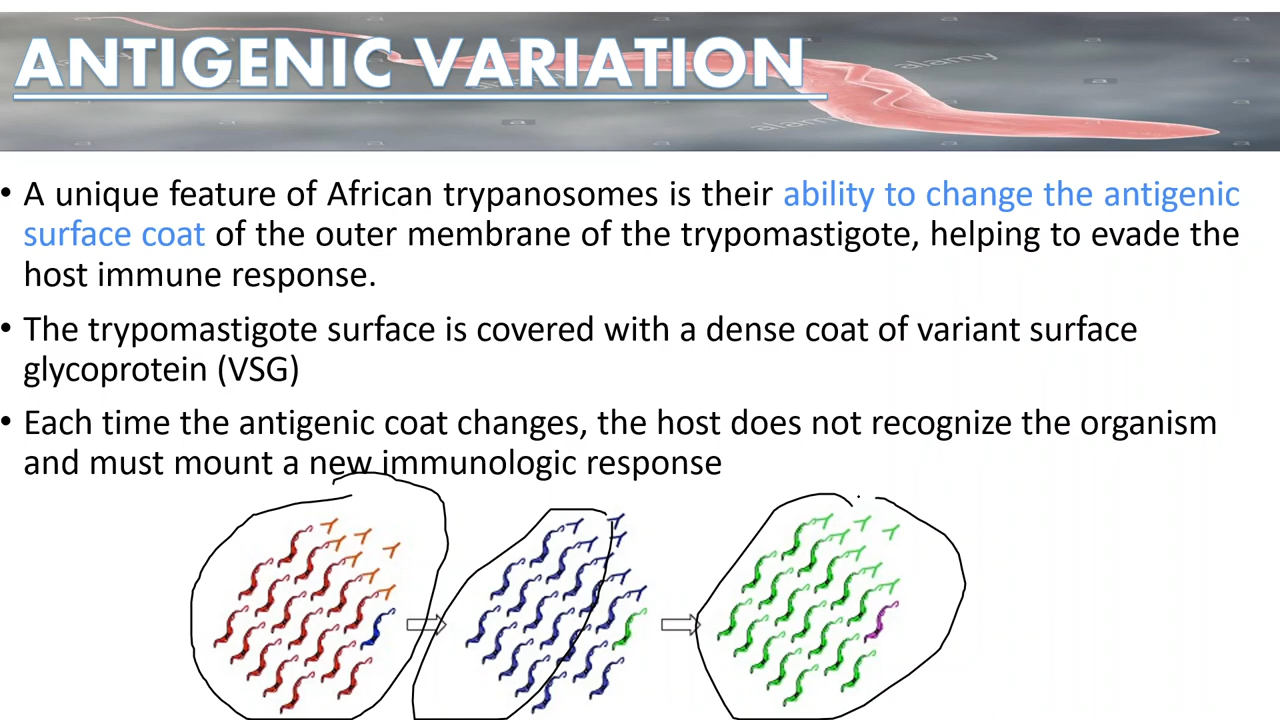 ANTIGENIC VARIATION
alamy
alamy
• A unique feature of African trypanosomes is their ability to change the antigenic
surface coat of the outer membrane of the trypomastigote, helping to evade the
host immune response.
• The trypomastigote surface is covered with a dense coat of variant surface
glycoprotein (VSG)
• Each time the antigenic coat changes, the host does not recognize the organism
and must mount a new immunologic response